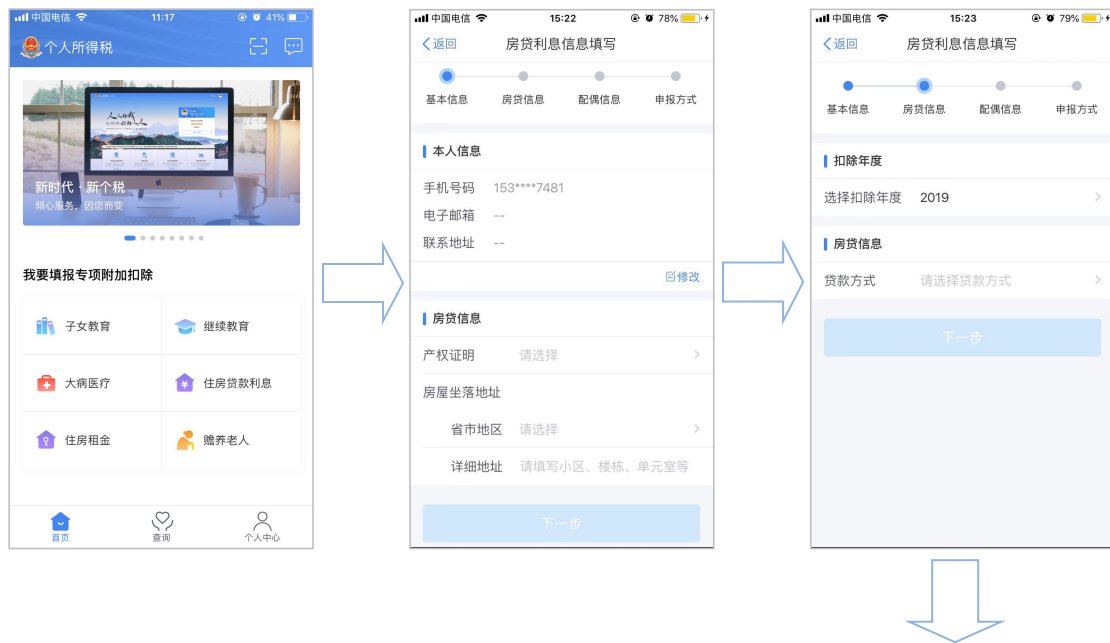 中国电信 11:17 41%
个人所得税
新时代·新个税
倾心服务，因您而变
我要填报专项附加扣除
子女教育 继续教育
大病医疗 住房贷款利息
住房租金 赡养老人
首页 查询 个人中心
中国电信 15:22 78%
返回 房贷利息信息填写
基本信息 房贷信息 配偶信息 申报方式
本人信息
手机号码 153****7481
电子邮箱 --
联系地址 --
修改
房贷信息
产权证明 请选择
房屋坐落地址
省市地区 请选择
详细地址 请填写小区、楼栋、单元室等
下一步
中国电信 15:23 79%
返回 房贷利息信息填写
基本信息 房贷信息 配偶信息 申报方式
扣除年度
选择扣除年度 2019
房贷信息
贷款方式 请选择贷款方式
下一步